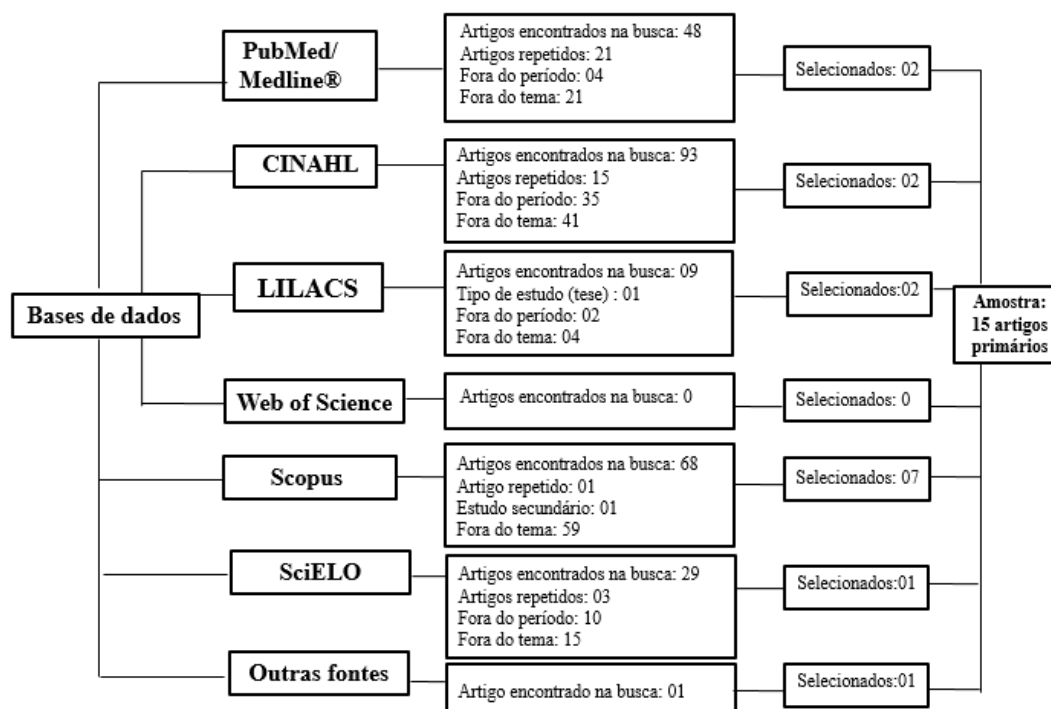 Bases de dados
PubMed/
Medline®
Artigos encontrados na busca: 48
Artigos repetidos: 21
Fora do período: 04
Fora do tema: 21
Selecionados: 02
CINAHL
Artigos encontrados na busca: 93
Artigos repetidos: 15
Fora do período: 35
Fora do tema: 41
Selecionados: 02
LILACS
Artigos encontrados na busca: 09
Tipo de estudo (tese) : 01
Fora do período: 02
Fora do tema: 04
Selecionados:02
Web of Science
Artigos encontrados na busca: 0
Selecionados: 0
Scopus
Artigos encontrados na busca: 68
Artigo repetido: 01
Estudo secundário: 01
Fora do tema: 59
Selecionados: 07
SciELO
Artigos encontrados na busca: 29
Artigos repetidos: 03
Fora do período: 10
Fora do tema: 15
Selecionados:01
Outras fontes
Artigo encontrado na busca: 01
Selecionados:01
Amostra:
15 artigos
primários